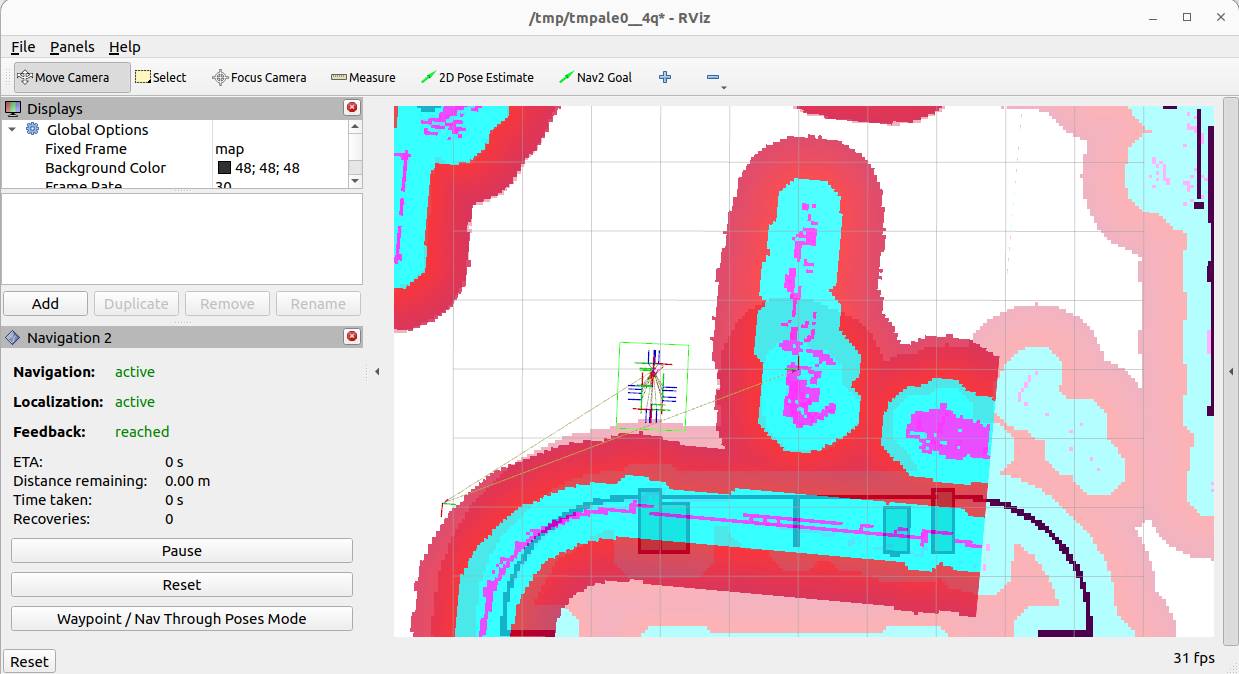 /tmp/tmpale0__4q* - RViz
File Panels Help
Move Camera Select Focus Camera Measure 2D Pose Estimate Nav2 Goal
Displays
Global Options
Fixed Frame map
Background Color 48; 48; 48
Frame Rate 30
Add Duplicate Remove Rename
Navigation 2
Navigation: active
Localization: active
Feedback: reached
ETA: 0 s
Distance remaining: 0.00 m
Time taken: 0 s
Recoveries: 0
Pause
Reset
Waypoint / Nav Through Poses Mode
Reset
31 fps